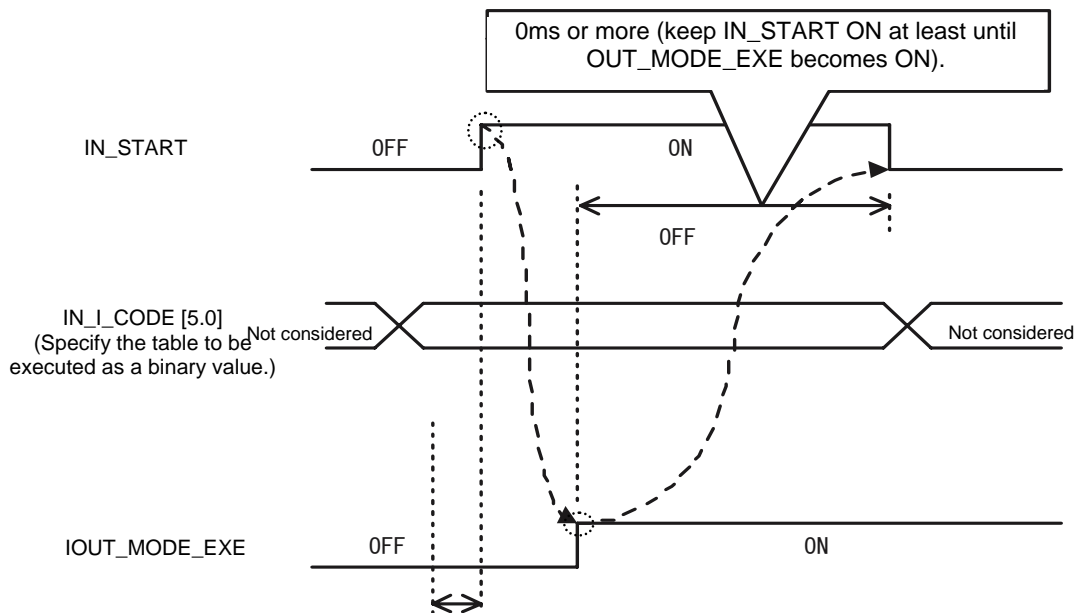 0ms or more (keep IN_START ON at least until
OUT_MODE_EXE becomes ON).
IN_START
OFF
ON
OFF
IN_I_CODE [5.0]
(Specify the table to be
executed as a binary value.)
Not considered
Not considered
IOUT_MODE_EXE
OFF
ON